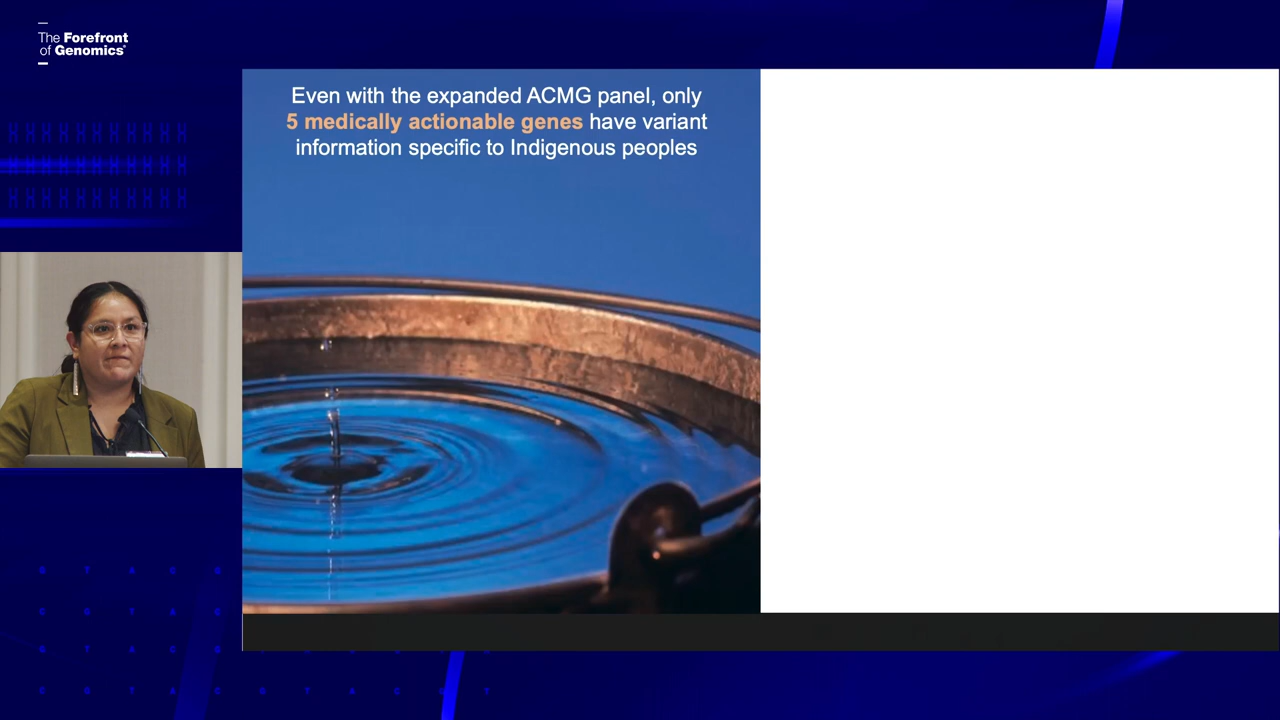 The Forefront
of Genomics®
Even with the expanded ACMG panel, only
5 medically actionable genes have variant
information specific to Indigenous peoples